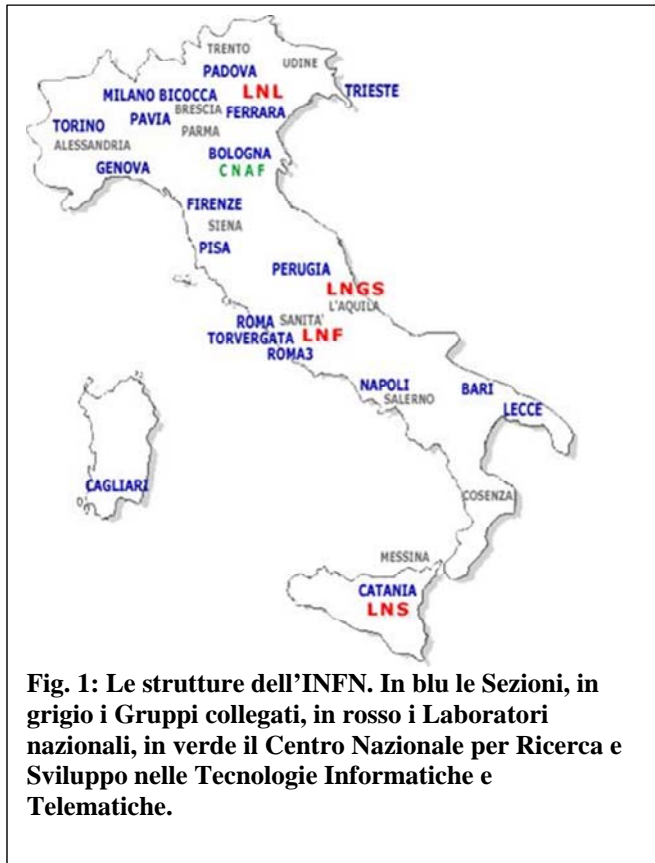 TRENTO
UDINE
PADOVA
LNL
TRIESTE
MILANO BICOCCA
BRESCIA
FERRARA
TORINO
PAVIA
PARMA
ALESSANDRIA
BOLOGNA
GENOVA
CNAF
FIRENZE
SIENA
PISA
PERUGIA
LNGS
L'AQUILA
ROMA
SANITA'
TORVERGATA
LNF
ROMA3
NAPOLI
SALERNO
BARI
LECCE
CAGLIARI
COSENZA
MESSINA
CATANIA
LNS
Fig. 1: Le strutture dell’INFN. In blu le Sezioni, in
grigio i Gruppi collegati, in rosso i Laboratori
nazionali, in verde il Centro Nazionale per Ricerca e
Sviluppo nelle Tecnologie Informatiche e
Telematiche.